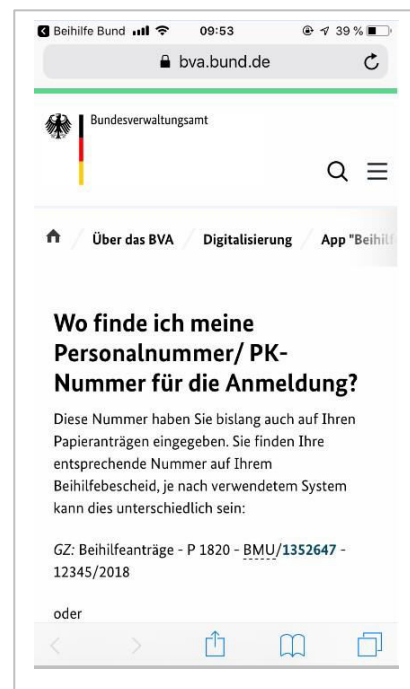 Beihilfe Bund 09:53 39 %
bva.bund.de
Bundesverwaltungsamt
Über das BVA / Digitalisierung / App "Beihilf
Wo finde ich meine
Personalnummer/ PK-
Nummer für die Anmeldung?
Diese Nummer haben Sie bislang auch auf Ihren
Papieranträgen eingegeben. Sie finden Ihre
entsprechende Nummer auf Ihrem
Beihilfebescheid, je nach verwendetem System
kann dies unterschiedlich sein:
GZ: Beihilfeanträge - P 1820 - BMU/1352647 -
12345/2018
oder